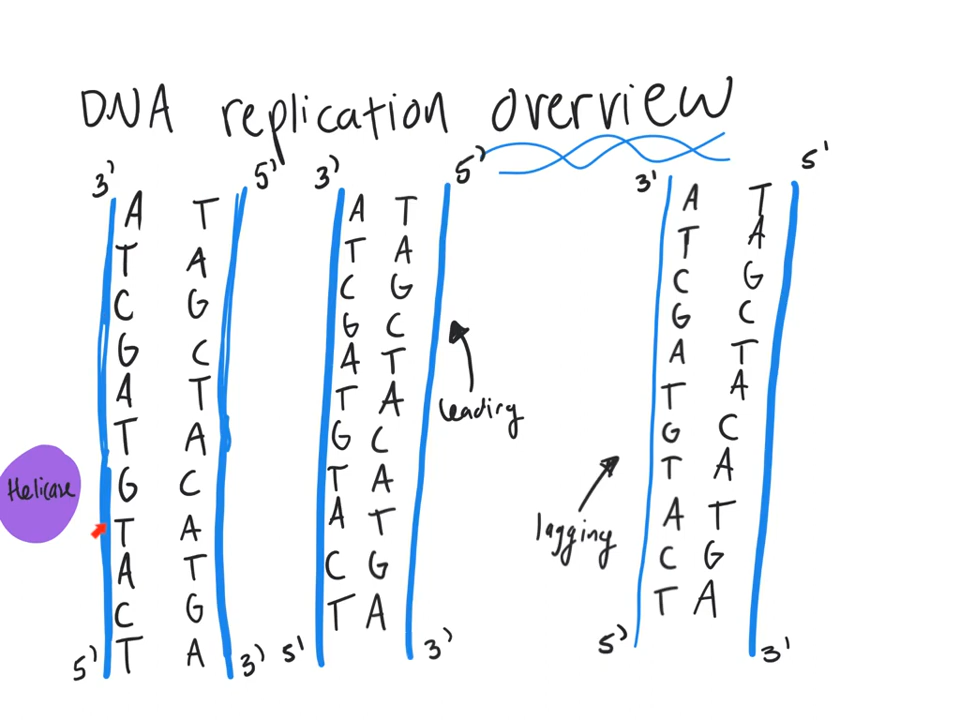 DNA replication overview
3' 5' 3' 5' 3' 5'
A T A T A T
T A T A T A
C G C G C G
G C G C G C
A T A T A T
T A T A T A
G C G C G C
T A T A T A
A T A T A T
C G C G C G
T A T A T A
5' 3' 5' 3' 5' 3'
Helicase
leading
lagging